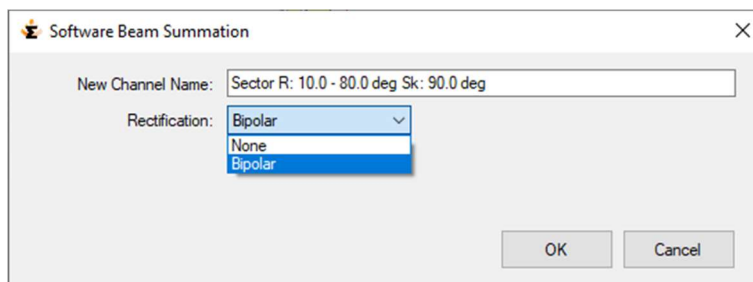 Software Beam Summation
New Channel Name: Sector R: 10.0 - 80.0 deg Sk: 90.0 deg
Rectification: Bipolar
None
Bipolar
OK Cancel